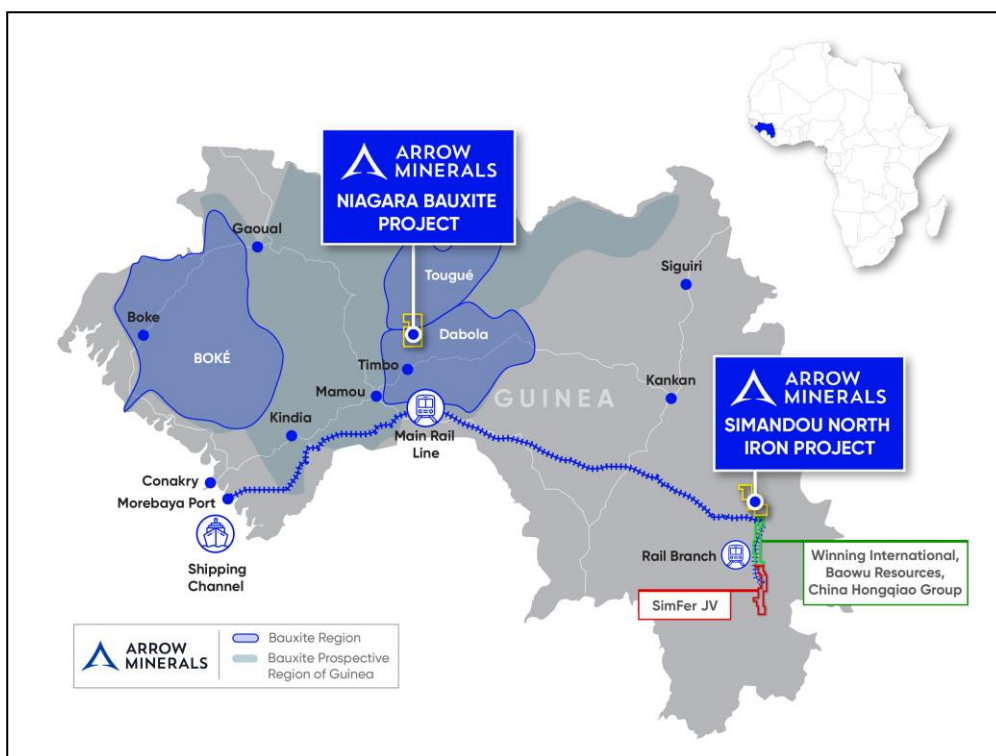 ARROW
MINERALS
NIAGARA BAUXITE
PROJECT
Gaoual
Tougué
Siguiri
Boke
BOKÉ
Dabola
Timbo
Mamou
GUINEA
Kankan
ARROW
MINERALS
SIMANDOU NORTH
IRON PROJECT
Kindia
Main Rail
Line
Conakry
Morebaya Port
Shipping
Channel
Rail Branch
Winning International,
Baowu Resources,
China Hongqiao Group
SimFer JV
ARROW
MINERALS
Bauxite Region
Bauxite Prospective
Region of Guinea